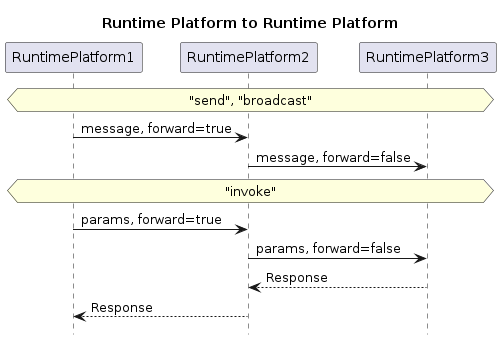 Runtime Platform to Runtime Platform
RuntimePlatform1 RuntimePlatform2 RuntimePlatform3
"send", "broadcast"
message, forward=true
message, forward=false
"invoke"
params, forward=true
params, forward=false
Response
Response